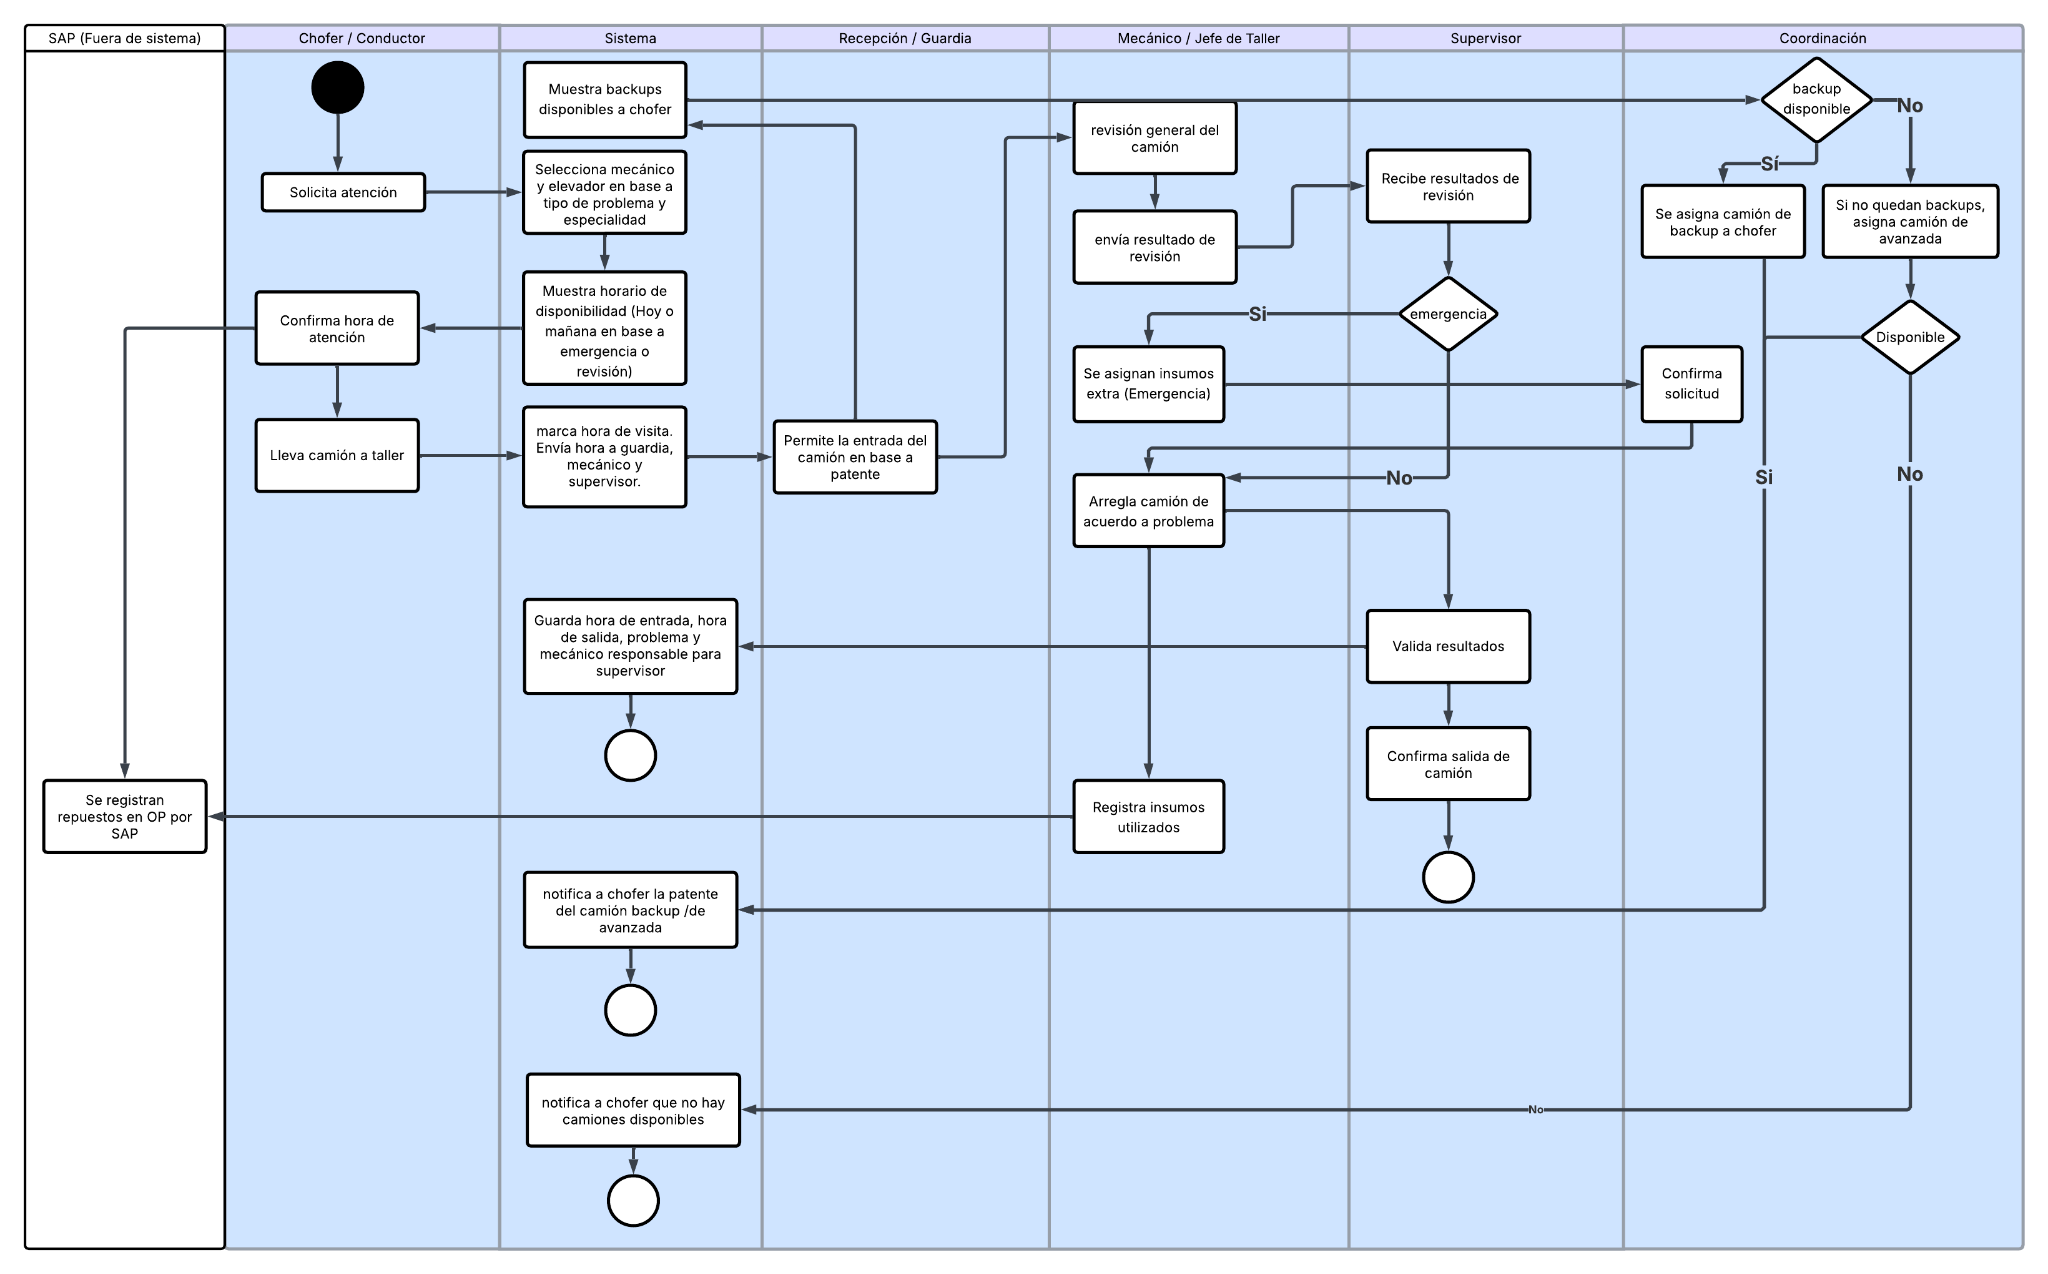 SAP (Fuera de sistema)
Chofer / Conductor
Sistema
Recepción / Guardia
Mecánico / Jefe de Taller
Supervisor
Coordinación
Muestra backups
disponibles a chofer
backup
disponible
No
Sí
revisión general del
camión
Solicita atención
Selecciona mecánico
y elevador en base a
tipo de problema y
especialidad
Recibe resultados de
revisión
Se asigna camión de
backup a chofer
Si no quedan backups,
asigna camión de
avanzada
envía resultado de
revisión
Muestra horario de
disponibilidad (Hoy o
mañana en base a
emergencia o
revisión)
Confirma hora de
atención
Si
emergencia
Disponible
Se asignan insumos
extra (Emergencia)
Confirma
solicitud
Lleva camión a taller
marca hora de visita.
Envía hora a guardia,
mecánico y
supervisor.
Permite la entrada del
camión en base a
patente
No
Si
No
Arregla camión de
acuerdo a problema
Guarda hora de entrada, hora
de salida, problema y
mecánico responsable para
supervisor
Valida resultados
Confirma salida de
camión
Se registran
repuestos en OP por
SAP
Registra insumos
utilizados
notifica a chofer la patente
del camión backup /de
avanzada
notifica a chofer que no hay
camiones disponibles
No